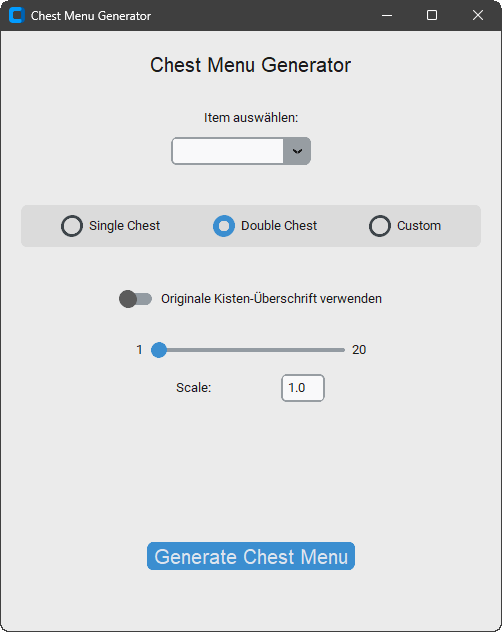 Chest Menu Generator
Chest Menu Generator
Item auswählen:
Single Chest Double Chest Custom
Originale Kisten-Überschrift verwenden
1 20
Scale: 1.0
Generate Chest Menu